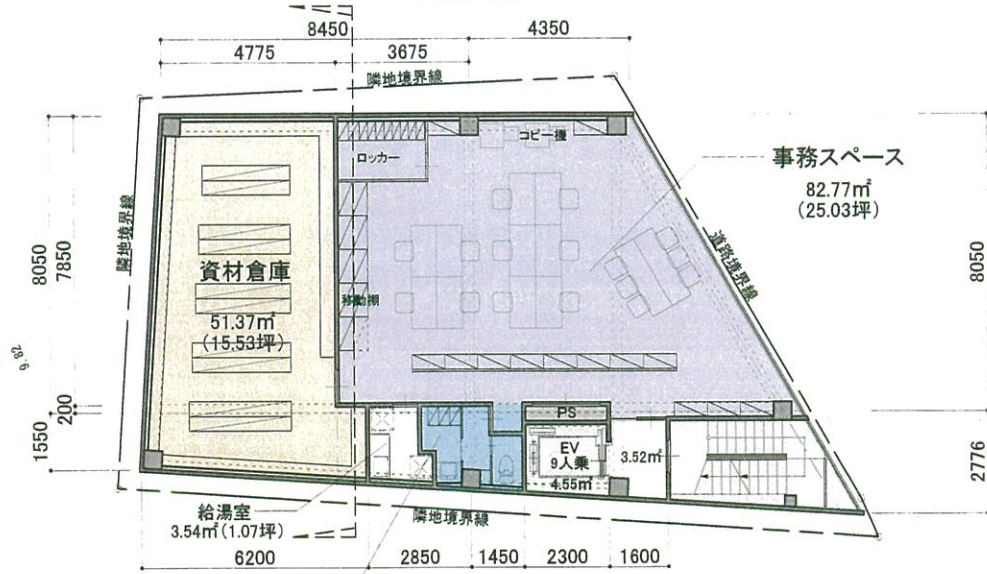 8450
4350
4775
3675
隣地境界線
ロッカー
コピー機
事務スペース
82.77㎡
(25.03坪)
隣地境界線
道路境界線
8050
7850
8050
資材倉庫
51.37㎡
(15.53坪)
移動棚
9.82
200
1550
PS
EV
9人乗
4.55㎡
3.52㎡
2776
給湯室
3.54㎡(1.07坪)
隣地境界線
6200
2850
1450
2300
1600